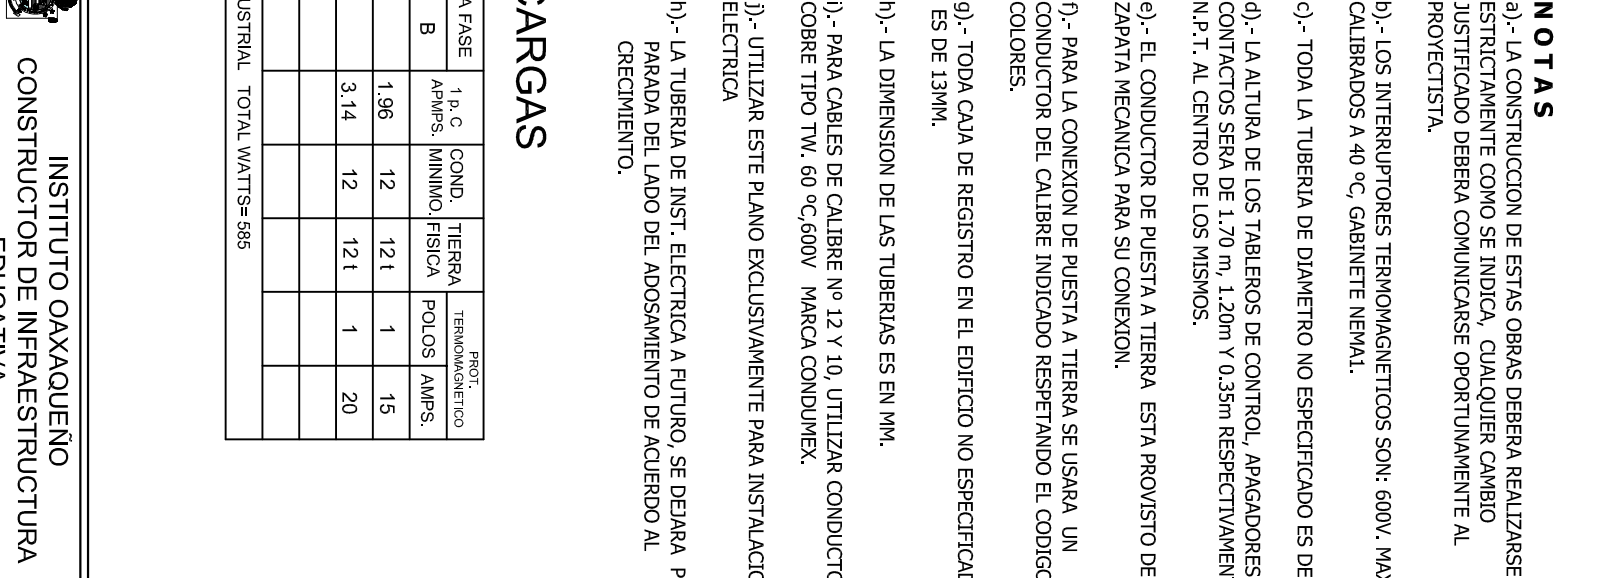 NOTAS
a).- LA CONSTRUCCION DE ESTAS OBRAS DEBERA REALIZARSE
ESTRICTAMENTE COMO SE INDICA, CUALQUIER CAMBIO
JUSTIFICADO DEBERA COMUNICARSE OPORTUNAMENTE AL
PROYECTISTA.
b).- LOS INTERRUPTORES TERMOMAGNETICOS SON: 600V. MAX
CALIBRADOS A 40 ºC, GABINETE NEMA1.
c).- TODA LA TUBERIA DE DIAMETRO NO ESPECIFICADO ES DE
d).- LA ALTURA DE LOS TABLEROS DE CONTROL, APAGADORES
CONTACTOS SERA DE 1.70 m, 1.20m Y 0.35m RESPECTIVAMEN
N.P.T. AL CENTRO DE LOS MISMOS.
e).- EL CONDUCTOR DE PUESTA A TIERRA ESTA PROVISTO DE
ZAPATA MECANICA PARA SU CONEXION.
f).- PARA LA CONEXION DE PUESTA A TIERRA SE USARA UN
CONDUCTOR DEL CALIBRE INDICADO RESPETANDO EL CODIGO
COLORES.
g).- TODA CAJA DE REGISTRO EN EL EDIFICIO NO ESPECIFICAD
ES DE 13MM.
h).- LA DIMENSION DE LAS TUBERIAS ES EN MM.
i).- PARA CABLES DE CALIBRE Nº 12 Y 10, UTILIZAR CONDUCTO
COBRE TIPO TW. 60 ºC,600V MARCA CONDUMEX.
j).- UTILIZAR ESTE PLANO EXCLUSIVAMENTE PARA INSTALACIO
ELECTRICA
h).- LA TUBERIA DE INST. ELECTRICA A FUTURO, SE DEJARA P
PARADA DEL LADO DEL ADOSAMIENTO DE ACUERDO AL
CRECIMIENTO.
CARGAS
A FASE
B
1 p. C
APMPS.
COND.
MINIMO.
TIERRA
FISICA
PROT.
TERMOMAGNETICO
POLOS AMPS.
1.96 12 12 t 1 15
3.14 12 12 t 1 20
USTRIAL TOTAL WATTS= 585
INSTITUTO OAXAQUEÑO
CONSTRUCTOR DE INFRAESTRUCTURA
EDUCATIVA